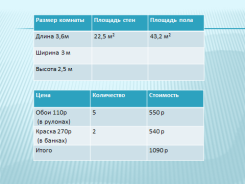 Размер комнаты Площадь стен Площадь пола
Длина 3,6м 22,5 м² 43,2 м²
Ширина 3 м
Высота 2,5 м
Цена Количество Стоимость
Обои 110р 5 550 р
(в рулонах)
Краска 270р 2 540 р
(в банках)
Итого 1090 р